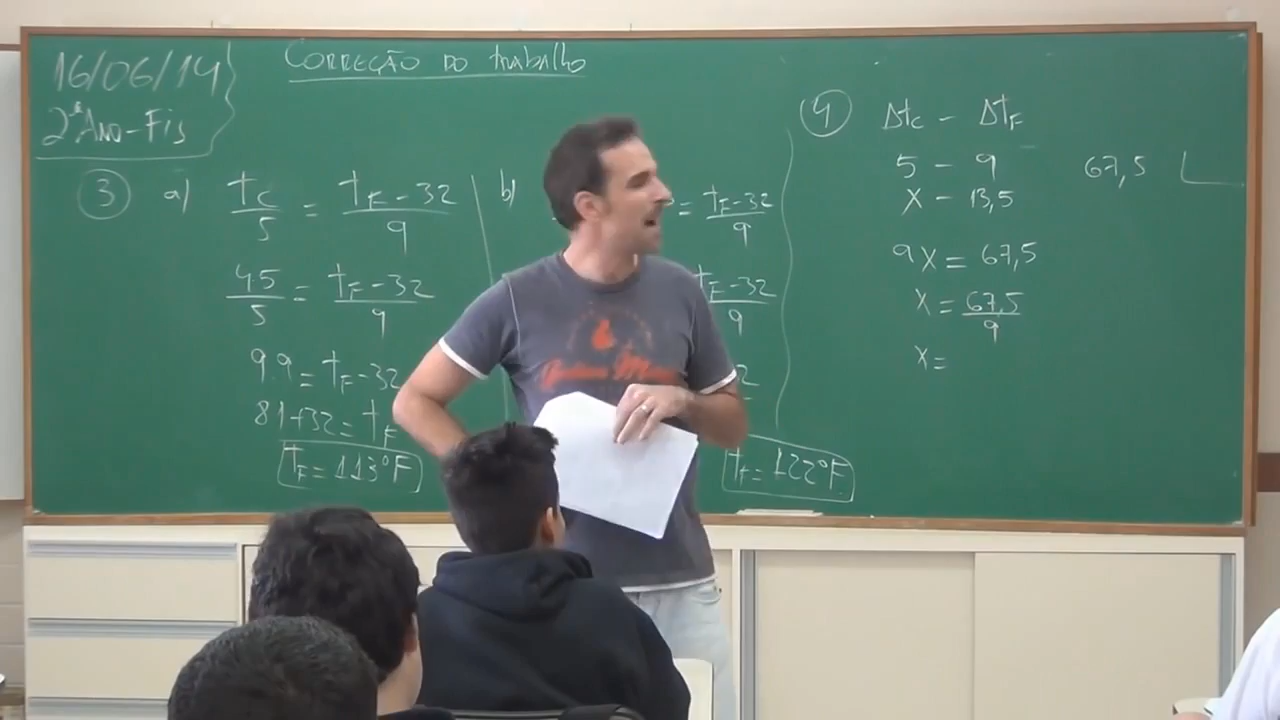 16/06/14
2º Ano-Fis
Correção do trabalho
3 a) tc/5 = tF-32/9
45/5 = tF-32/9
9.9 = tF-32
81+32 = tF
tF = 113°F
b) = tF-32/9
tF-32/9
2
tF = 122°F
4 Δtc - ΔtF
5 - 9
X - 13,5
9X = 67,5
X = 67,5/9
X =
67,5